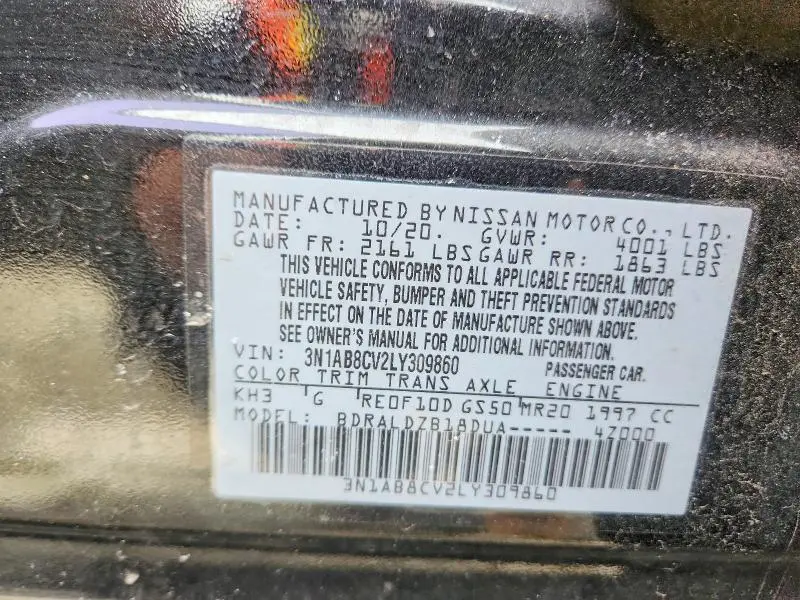 MANUFACTURED BY NISSAN MOTOR CO., LTD.
DATE: 10/20. GVWR: 4001 LBS
GAWR FR: 2161 LBS GAWR RR: 1863 LBS
THIS VEHICLE CONFORMS TO ALL APPLICABLE FEDERAL MOTOR
VEHICLE SAFETY, BUMPER AND THEFT PREVENTION STANDARDS
IN EFFECT ON THE DATE OF MANUFACTURE SHOWN ABOVE.
SEE OWNER'S MANUAL FOR ADDITIONAL INFORMATION.
VIN: 3N1AB8CV2LY309860 PASSENGER CAR.
COLOR TRIM TRANS AXLE ENGINE
KH3 G RE0F10D GS50 MR20 1997 CC
MODEL: BDRALDZB18DUA----- 4Z000
3N1AB8CV2LY309860